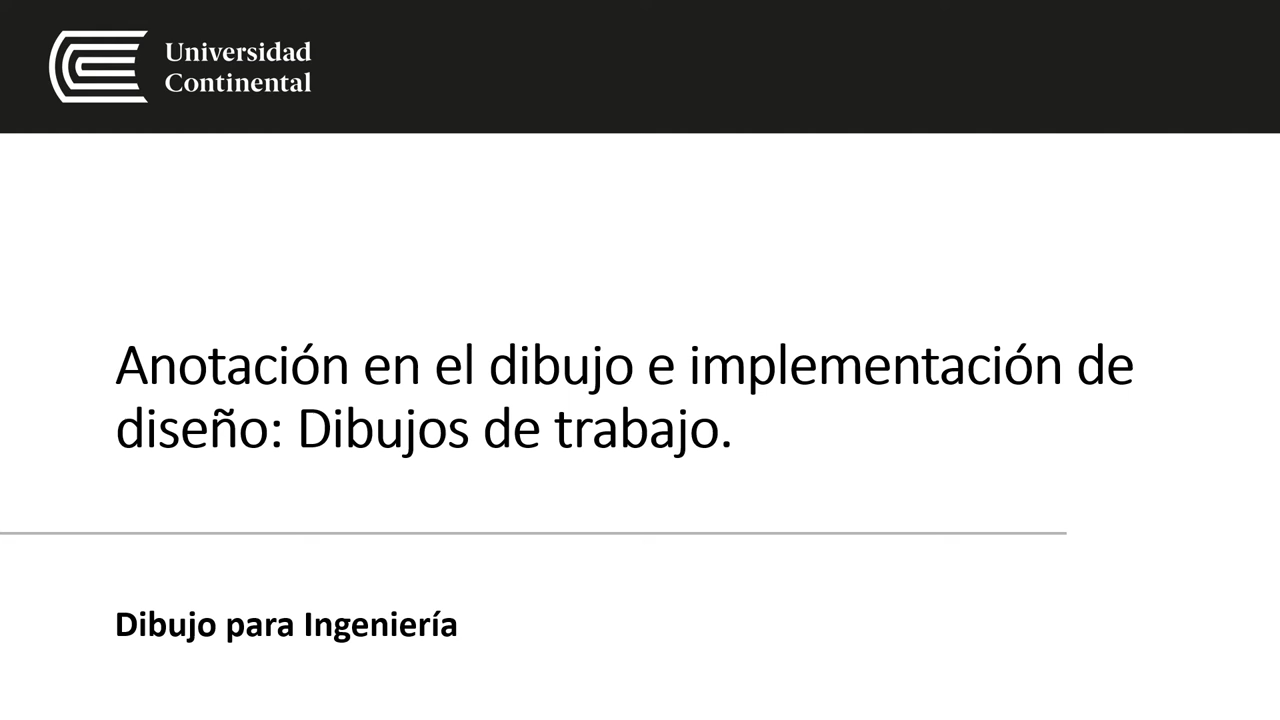 Universidad
Continental
Anotación en el dibujo e implementación de
diseño: Dibujos de trabajo.
Dibujo para Ingeniería